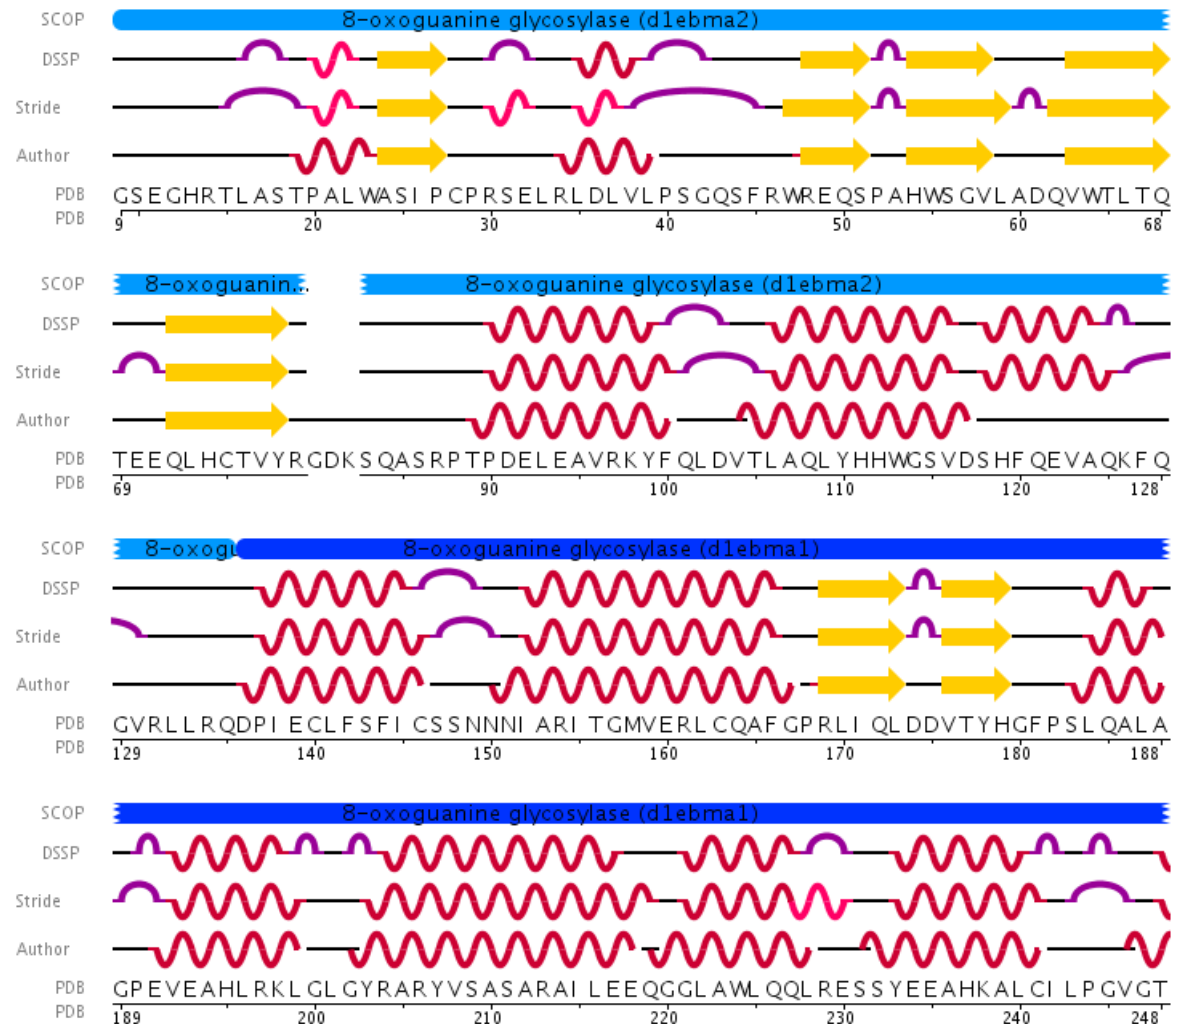 SCOP 8-oxoguanine glycosylase (d1ebma2)
DSSP
Stride
Author
PDB GSEGHRTLASTPALWASIPCPRSELRLDLVLPSGQSFRWREQSPAHWSGVLADQVWTLTQ
PDB 9 20 30 40 50 60 68
SCOP 8-oxoguanin... 8-oxoguanine glycosylase (d1ebma2)
DSSP
Stride
Author
PDB TEEQLHCTVYRGDKSQASRPTPDELEAVRKYFQLDVTLAQLYHHWGSVDSHFQEVAQKFQ
PDB 69 90 100 110 120 128
SCOP 8-oxogu 8-oxoguanine glycosylase (d1ebma1)
DSSP
Stride
Author
PDB GVRLLRQDPIECLFSFICSSNNNIARITGMVERLCQAFGPRLIQLDDVTYHGFPSLQALA
PDB 129 140 150 160 170 180 188
SCOP 8-oxoguanine glycosylase (d1ebma1)
DSSP
Stride
Author
PDB GPEVEAHLRKLGLGYRARYVSASARAILEEQGGLAWLQQLRESSYEEAHKALCILPGVGT
PDB 189 200 210 220 230 240 248